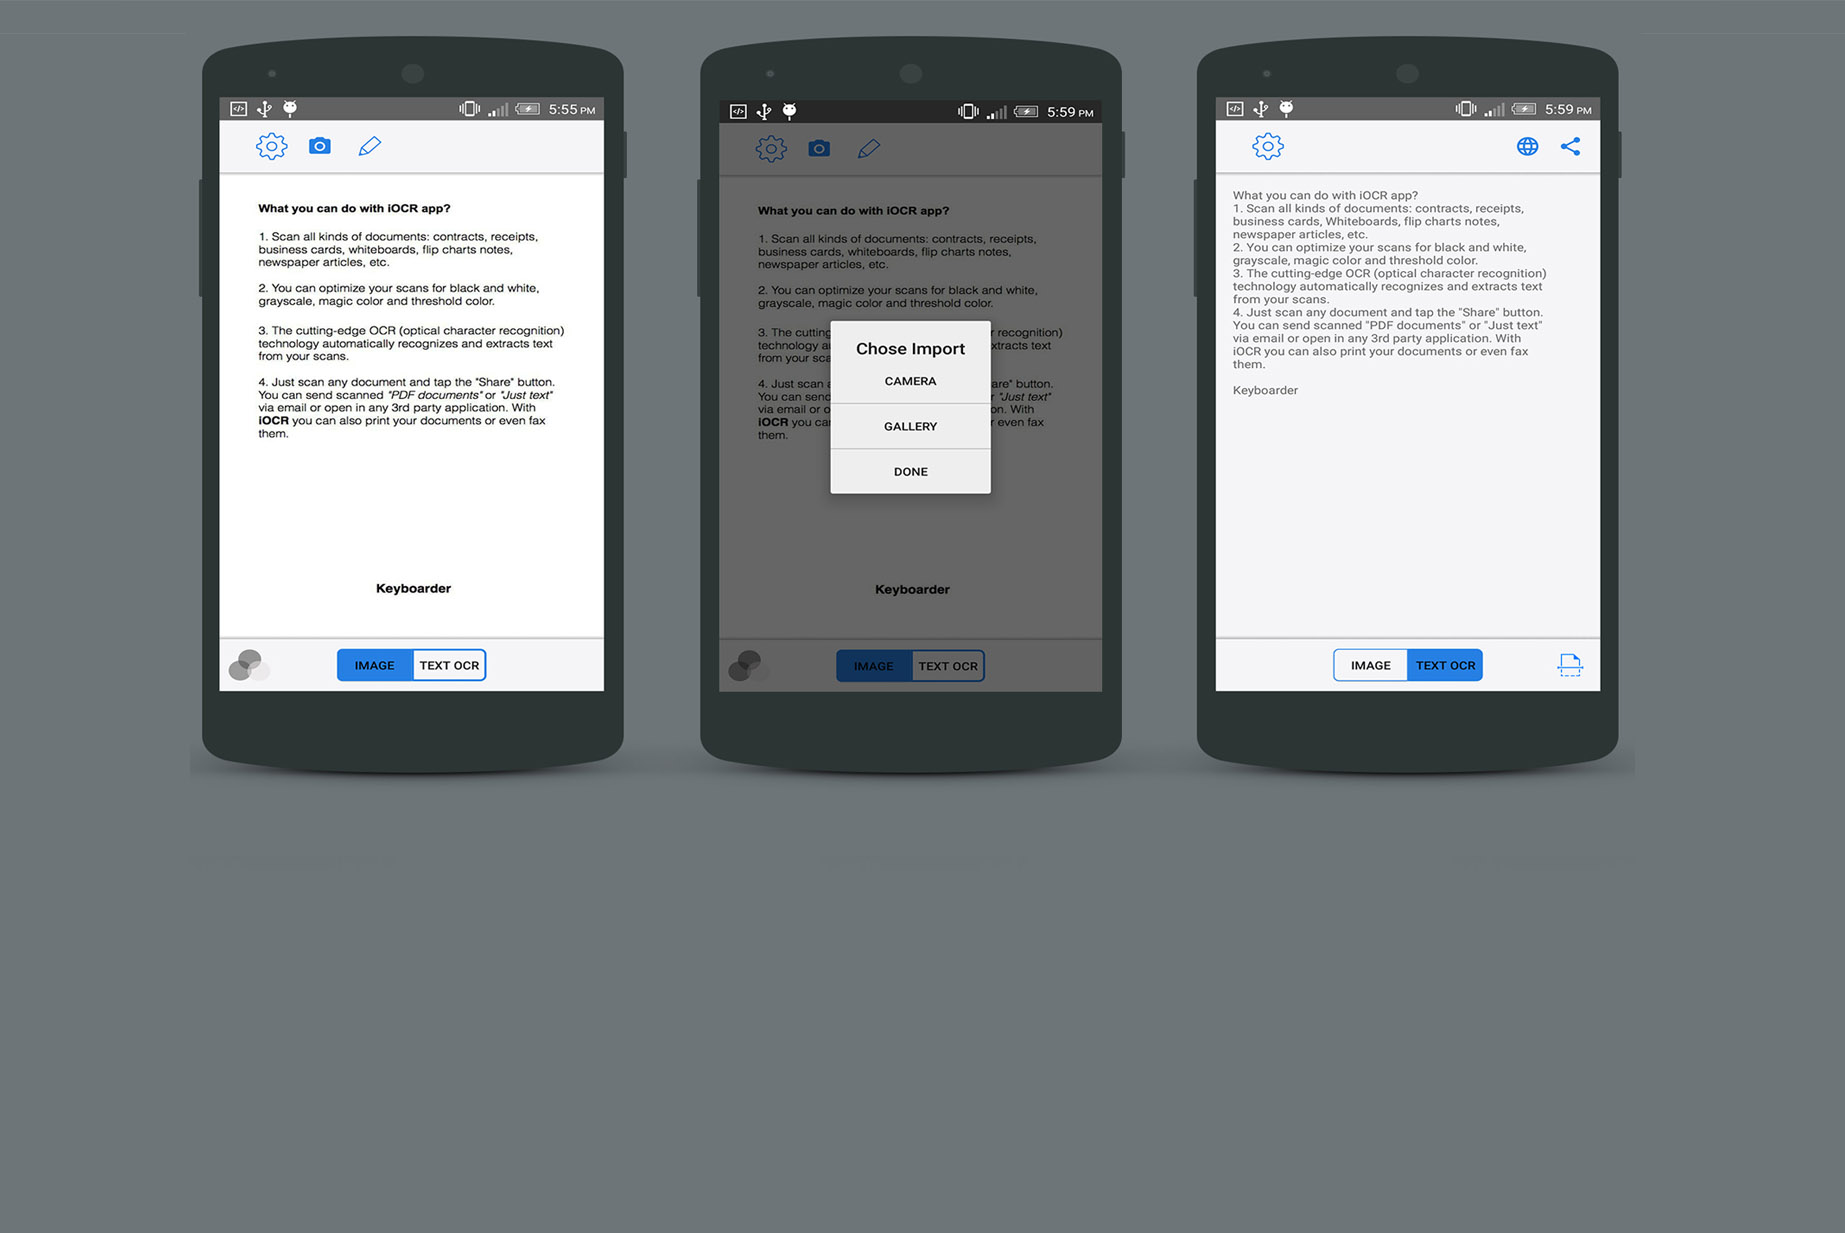 5:55 PM
What you can do with iOCR app?
1. Scan all kinds of documents: contracts, receipts,
business cards, whiteboards, flip charts notes,
newspaper articles, etc.
2. You can optimize your scans for black and white,
grayscale, magic color and threshold color.
3. The cutting-edge OCR (optical character recognition)
technology automatically recognizes and extracts text
from your scans.
4. Just scan any document and tap the "Share" button.
You can send scanned "PDF documents" or "Just text"
via email or open in any 3rd party application. With
iOCR you can also print your documents or even fax
them.
Keyboarder
IMAGE TEXT OCR
5:59 PM
What you can do with iOCR app?
1. Scan all kinds of documents: contracts, receipts,
business cards, whiteboards, flip charts notes,
newspaper articles, etc.
2. You can optimize your scans for black and white,
grayscale, magic color and threshold color.
3. The cutting r recognition)
technology a xtracts text
from your sca
4. Just scan a are" button.
You can send r "Just text"
via email or o on. With
iOCR you ca r even fax
them.
Chose Import
CAMERA
GALLERY
DONE
Keyboarder
IMAGE TEXT OCR
5:59 PM
What you can do with iOCR app?
1. Scan all kinds of documents: contracts, receipts,
business cards, Whiteboards, flip charts notes,
newspaper articles, etc.
2. You can optimize your scans for black and white,
grayscale, magic color and threshold color.
3. The cutting-edge OCR (optical character recognition)
technology automatically recognizes and extracts text
from your scans.
4. Just scan any document and tap the "Share" button.
You can send scanned "PDF documents" or "Just text"
via email or open in any 3rd party application. With
iOCR you can also print your documents or even fax
them.
Keyboarder
IMAGE TEXT OCR